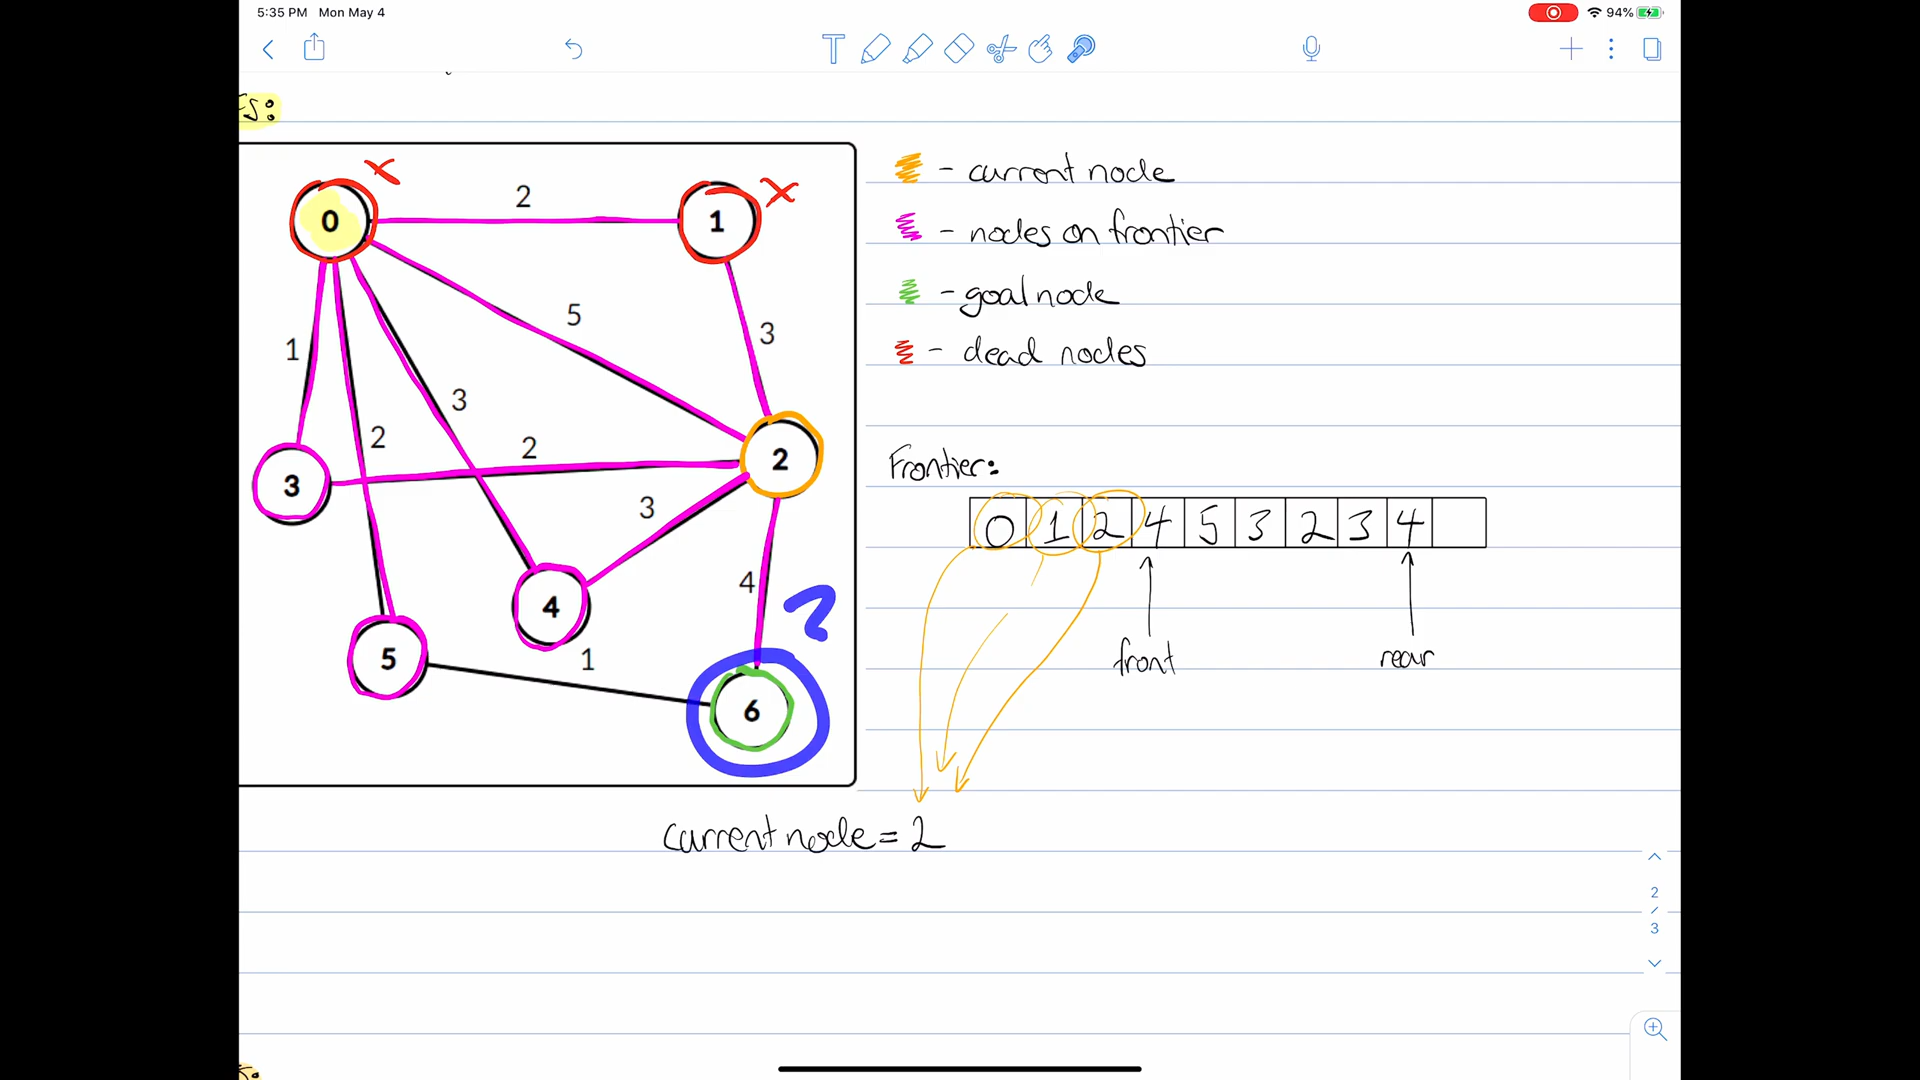 5:35 PM Mon May 4
94%
0
2
1
5
3
1
3
2
2
2
3
3
4
4
5
1
6
?
- current node
- nodes on frontier
- goal node
- dead nodes
Frontier:
0 1 2 4 5 3 2 3 4
front
rear
current node = 2
2
/
3